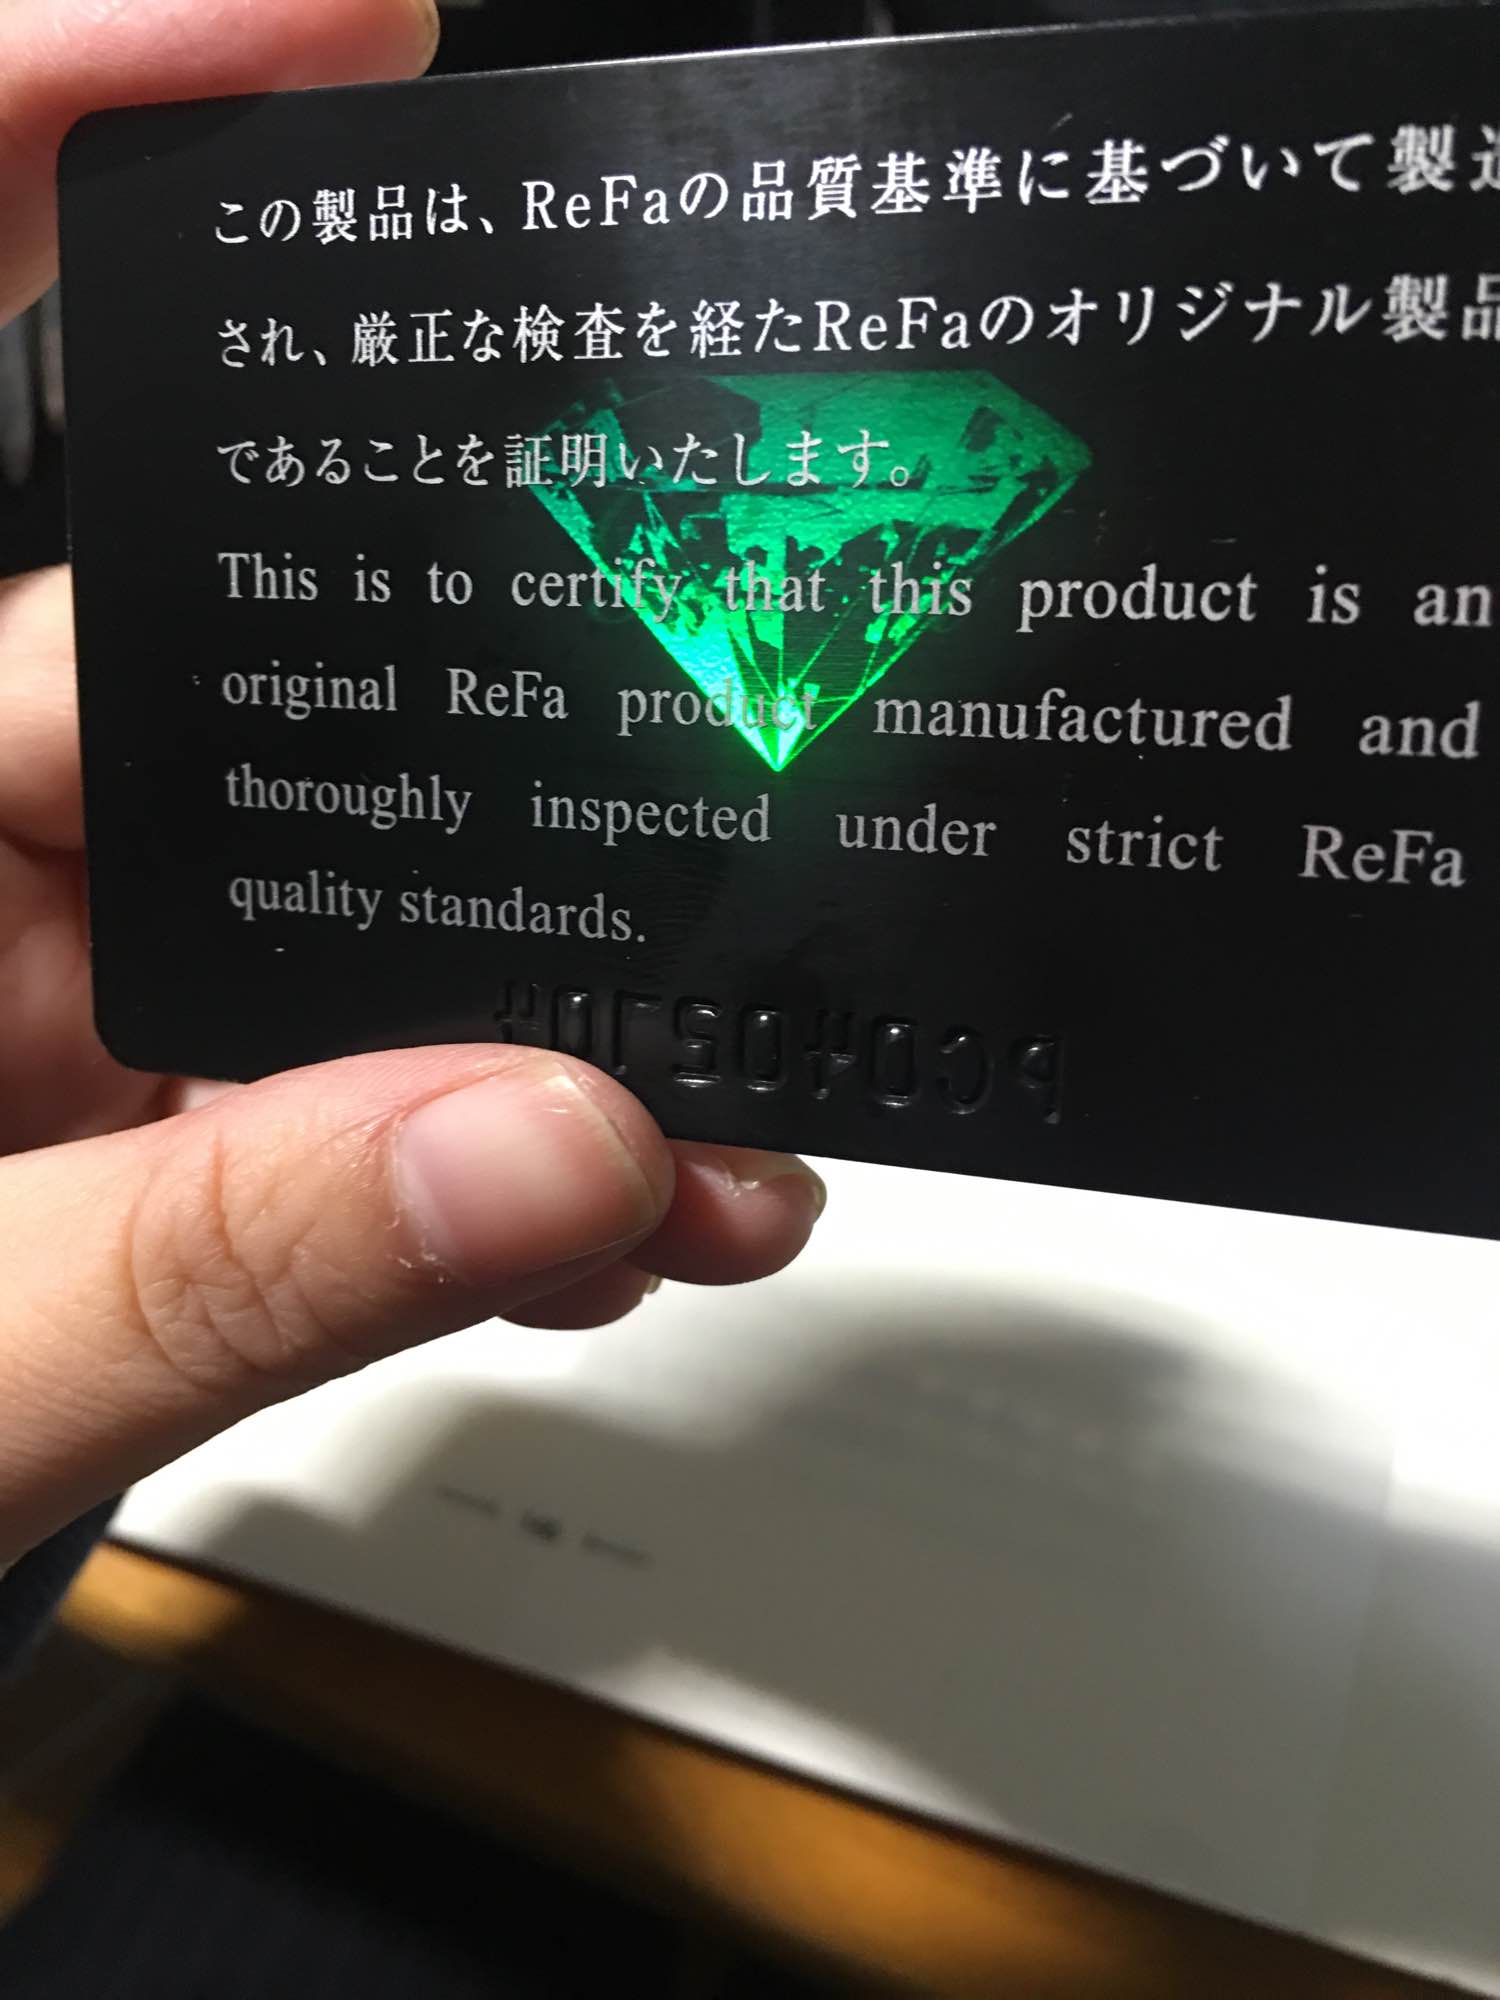 この製品は、ReFaの品質基準に基づいて製造
され、厳正な検査を経たReFaのオリジナル製品
であることを証明いたします。
This is to certify that this product is an
original ReFa product manufactured and
thoroughly inspected under strict ReFa
quality standards.